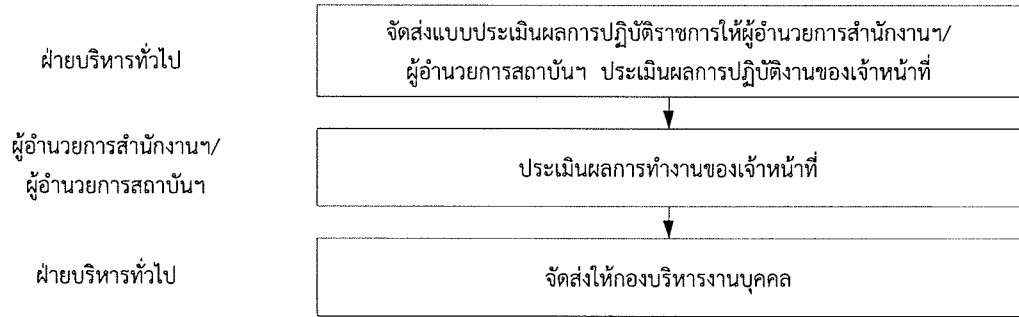 ฝ่ายบริหารทั่วไป
จัดส่งแบบประเมินผลการปฏิบัติราชการให้ผู้อำนวยการสำนักงานฯ/
ผู้อำนวยการสถาบันฯ ประเมินผลการปฏิบัติงานของเจ้าหน้าที่
ผู้อำนวยการสำนักงานฯ/
ผู้อำนวยการสถาบันฯ
ประเมินผลการทำงานของเจ้าหน้าที่
ฝ่ายบริหารทั่วไป
จัดส่งให้กองบริหารงานบุคคล